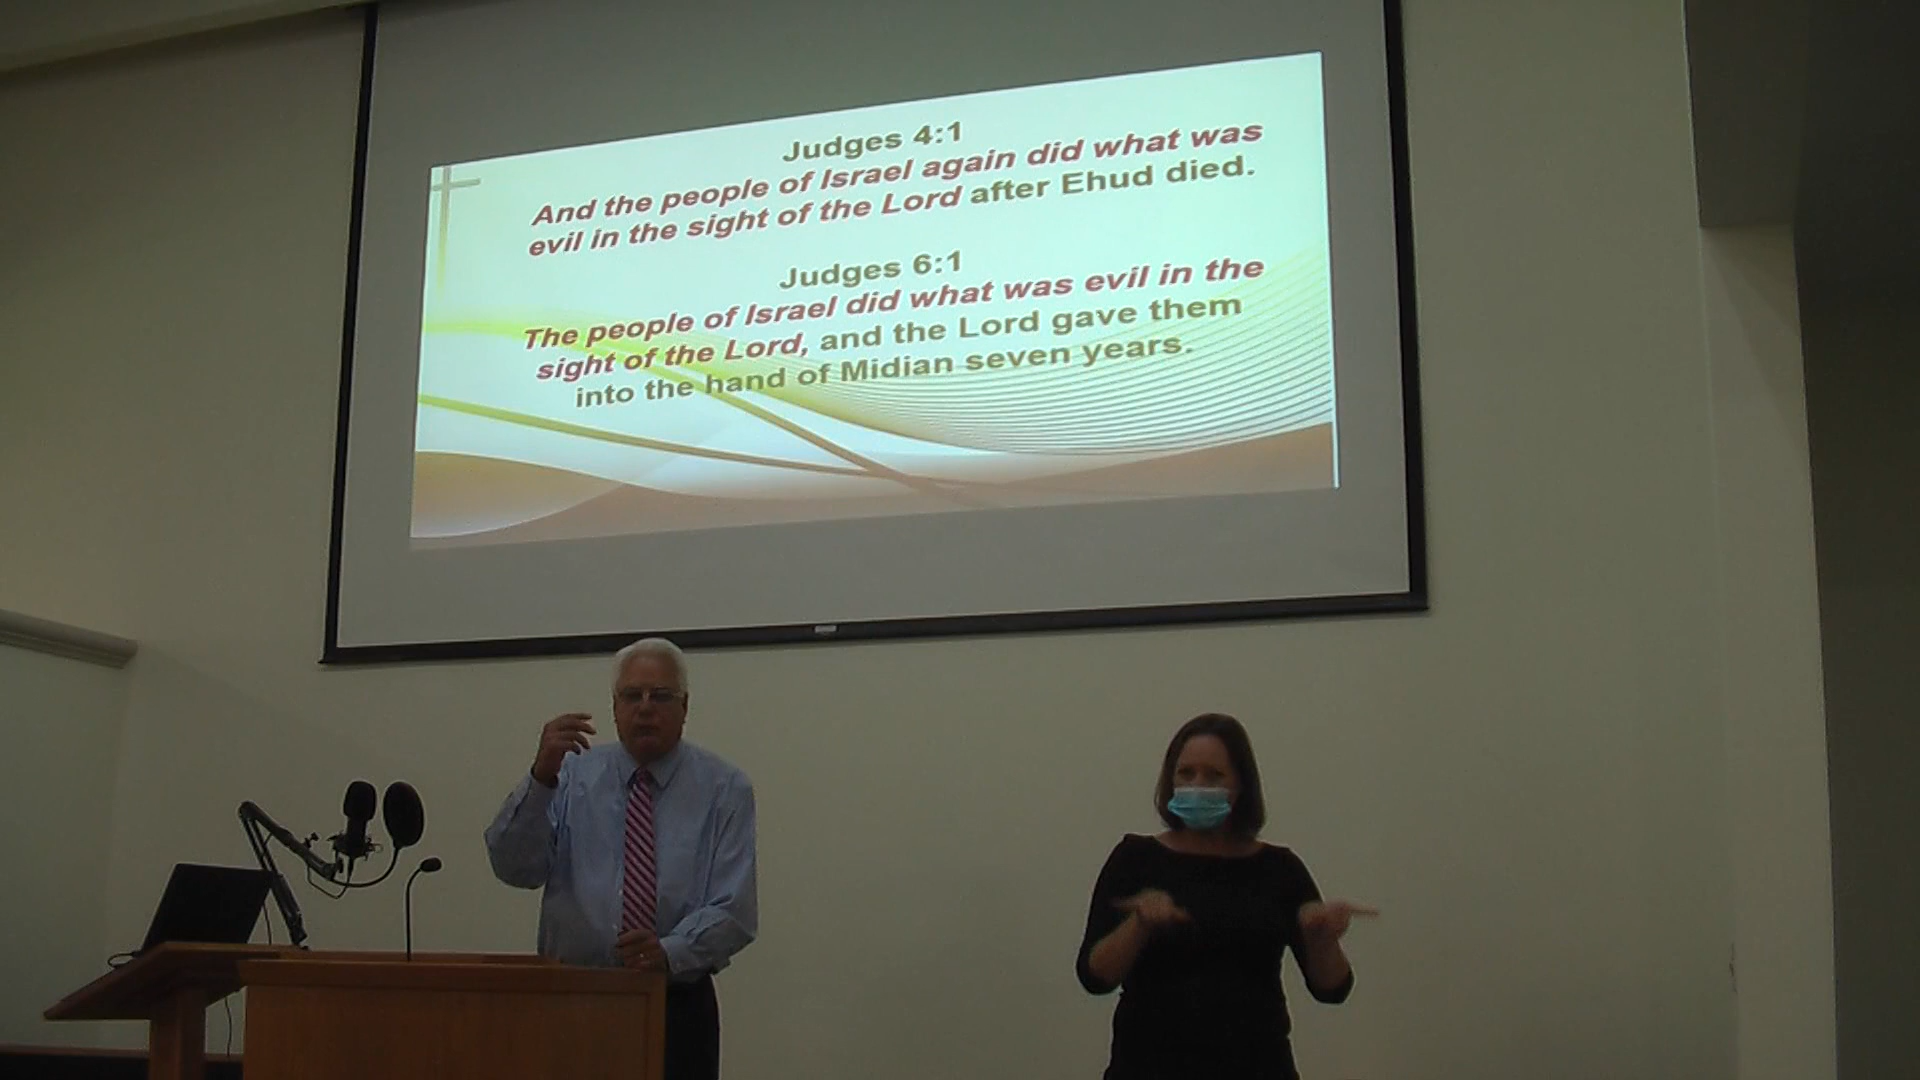 Judges 4:1
And the people of Israel again did what was
evil in the sight of the Lord after Ehud died.
Judges 6:1
The people of Israel did what was evil in the
sight of the Lord, and the Lord gave them
into the hand of Midian seven years.